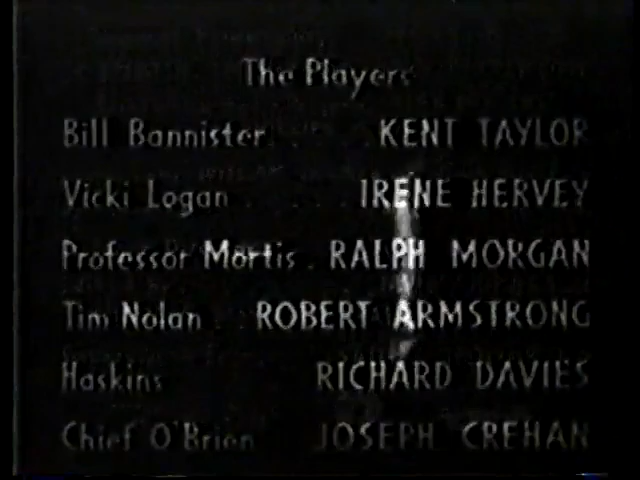 The Players
Bill Bannister . . . KENT TAYLOR
Vicki Logan . . . IRENE HERVEY
Professor Mortis . RALPH MORGAN
Tim Nolan . . ROBERT ARMSTRONG
Haskins RICHARD DAVIES
Chief O'Brien JOSEPH CREHAN